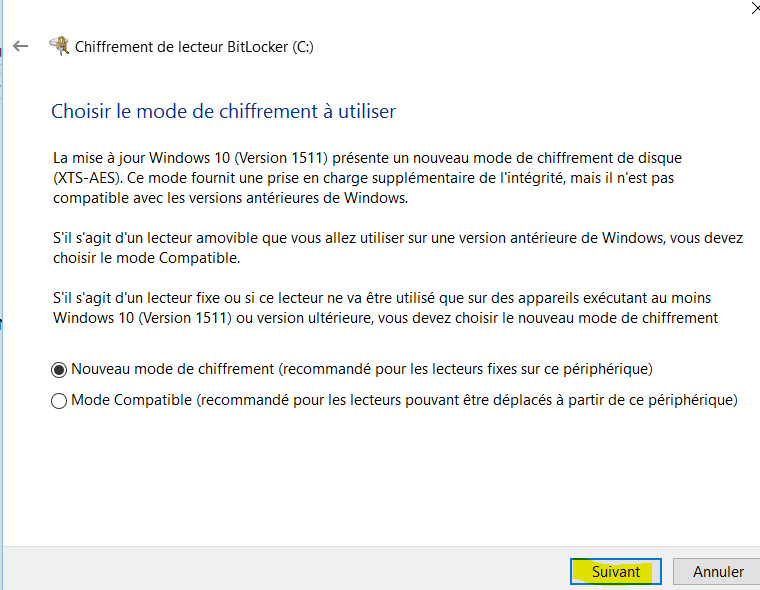 Chiffrement de lecteur BitLocker (C:)
Choisir le mode de chiffrement à utiliser
La mise à jour Windows 10 (Version 1511) présente un nouveau mode de chiffrement de disque
(XTS-AES). Ce mode fournit une prise en charge supplémentaire de l'intégrité, mais il n'est pas
compatible avec les versions antérieures de Windows.
S'il s'agit d'un lecteur amovible que vous allez utiliser sur une version antérieure de Windows, vous devez
choisir le mode Compatible.
S'il s'agit d'un lecteur fixe ou si ce lecteur ne va être utilisé que sur des appareils exécutant au moins
Windows 10 (Version 1511) ou version ultérieure, vous devez choisir le nouveau mode de chiffrement
Nouveau mode de chiffrement (recommandé pour les lecteurs fixes sur ce périphérique)
Mode Compatible (recommandé pour les lecteurs pouvant être déplacés à partir de ce périphérique)
Suivant
Annuler